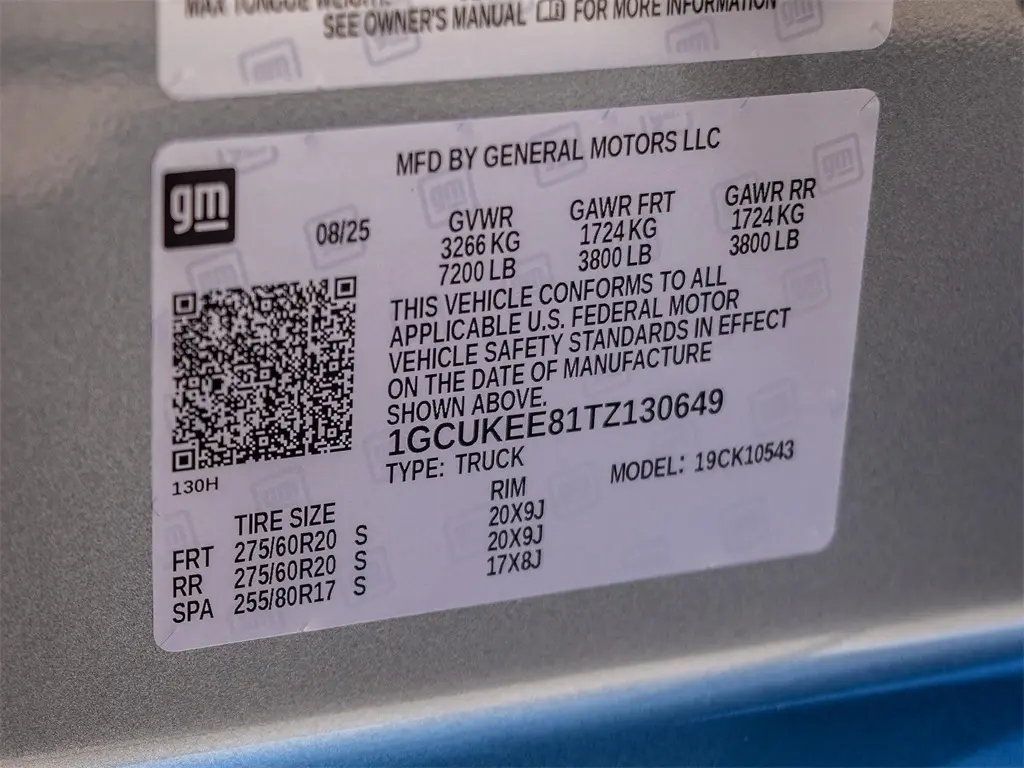 MAX TONGUE WEIGHT
SEE OWNER'S MANUAL FOR MORE INFORMATION
MFD BY GENERAL MOTORS LLC
gm
08/25
GVWR
3266 KG
7200 LB
GAWR FRT
1724 KG
3800 LB
GAWR RR
1724 KG
3800 LB
THIS VEHICLE CONFORMS TO ALL
APPLICABLE U.S. FEDERAL MOTOR
VEHICLE SAFETY STANDARDS IN EFFECT
ON THE DATE OF MANUFACTURE
SHOWN ABOVE.
1GCUKEE81TZ130649
TYPE: TRUCK
MODEL: 19CK10543
130H
TIRE SIZE RIM
FRT 275/60R20 S 20X9J
RR 275/60R20 S 20X9J
SPA 255/80R17 S 17X8J